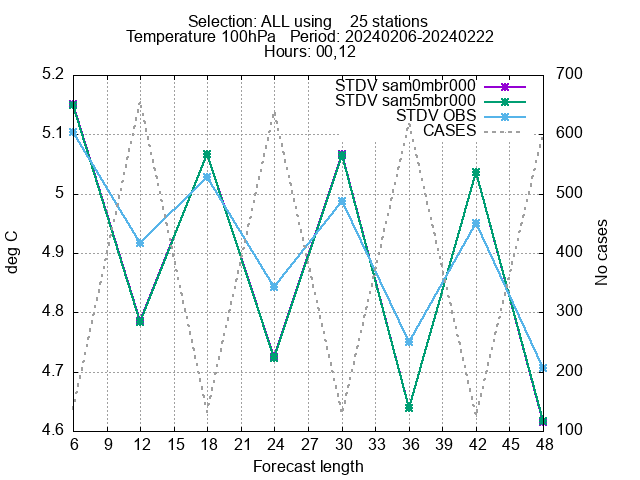 Selection: ALL using    25 stations
Temperature 100hPa   Period: 20240206-20240222
Hours: 00,12
5.2
5.1
5
4.9
4.8
4.7
4.6
deg C
STDV sam0mbr000
STDV sam5mbr000
STDV OBS
CASES
700
600
500
400
300
200
100
No cases
6 9 12 15 18 21 24 27 30 33 36 39 42 45 48
Forecast length